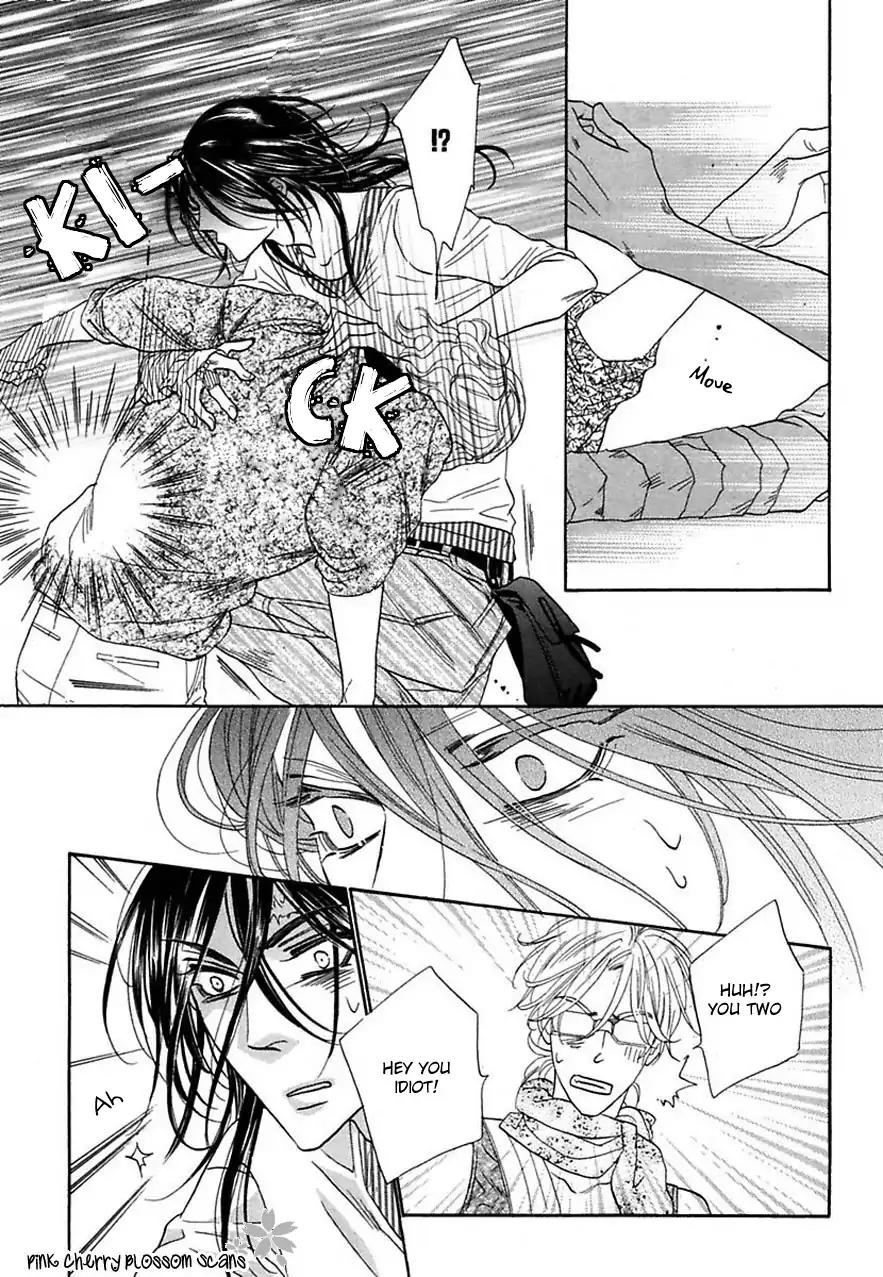 Move
!?
KI-
CK
HUH!?
YOU TWO
HEY YOU
IDIOT!
Ah
Pink Cherry Blossom Scans